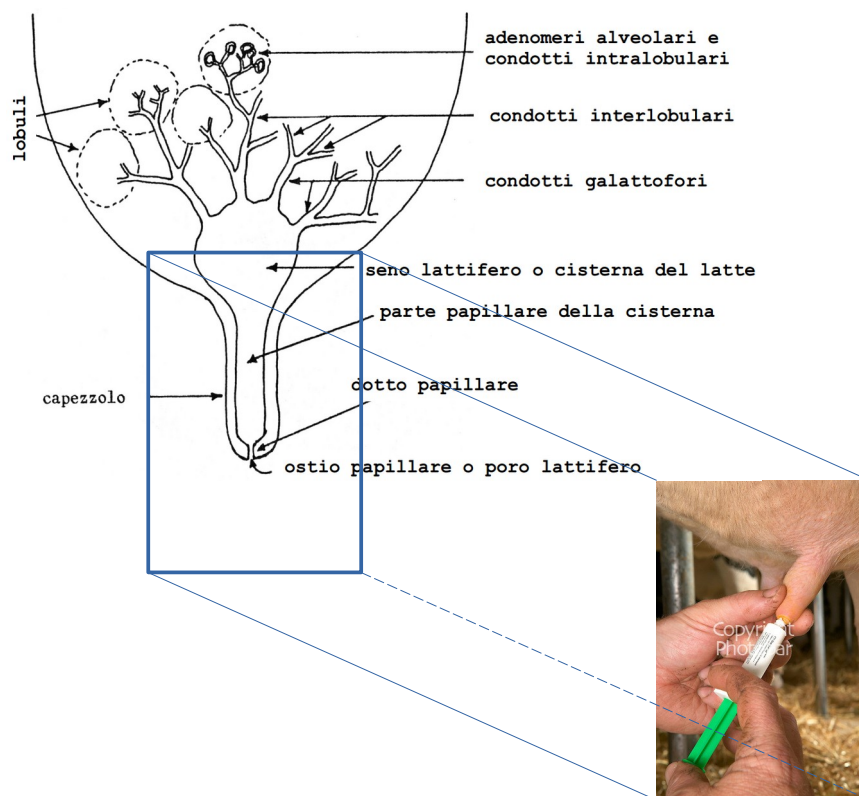 adenomeri alveolari e
condotti intralobulari
lobuli
condotti interlobulari
condotti galattofori
seno lattifero o cisterna del latte
parte papillare della cisterna
dotto papillare
capezzolo
ostio papillare o poro lattifero
Copyright